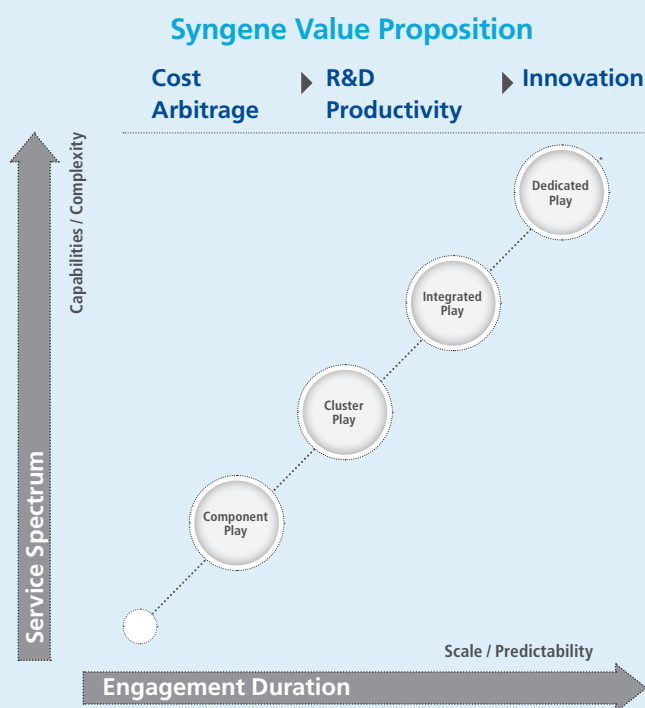 Syngene Value Proposition
Cost
Arbitrage
R&D
Productivity
Innovation
Capabilities / Complexity
Service Spectrum
Dedicated
Play
Integrated
Play
Cluster
Play
Component
Play
Scale / Predictability
Engagement Duration